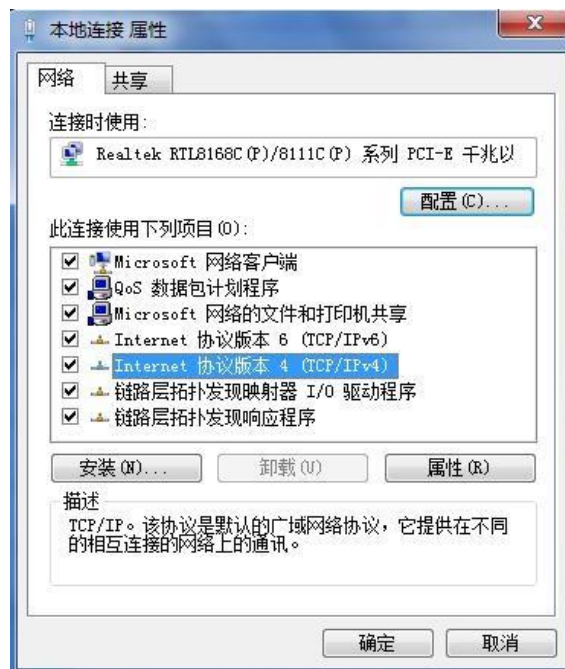 本地连接 属性
网络
共享
连接时使用:
Realtek RTL8168C(P)/8111C(P) 系列 PCI-E 千兆以
配置(C)...
此连接使用下列项目(O):
Microsoft 网络客户端
QoS 数据包计划程序
Microsoft 网络的文件和打印机共享
Internet 协议版本 6 (TCP/IPv6)
Internet 协议版本 4 (TCP/IPv4)
链路层拓扑发现映射器 I/O 驱动程序
链路层拓扑发现响应程序
安装(N)...
卸载(U)
属性(R)
描述
TCP/IP。该协议是默认的广域网络协议，它提供在不同
的相互连接的网络上的通讯。
确定
取消